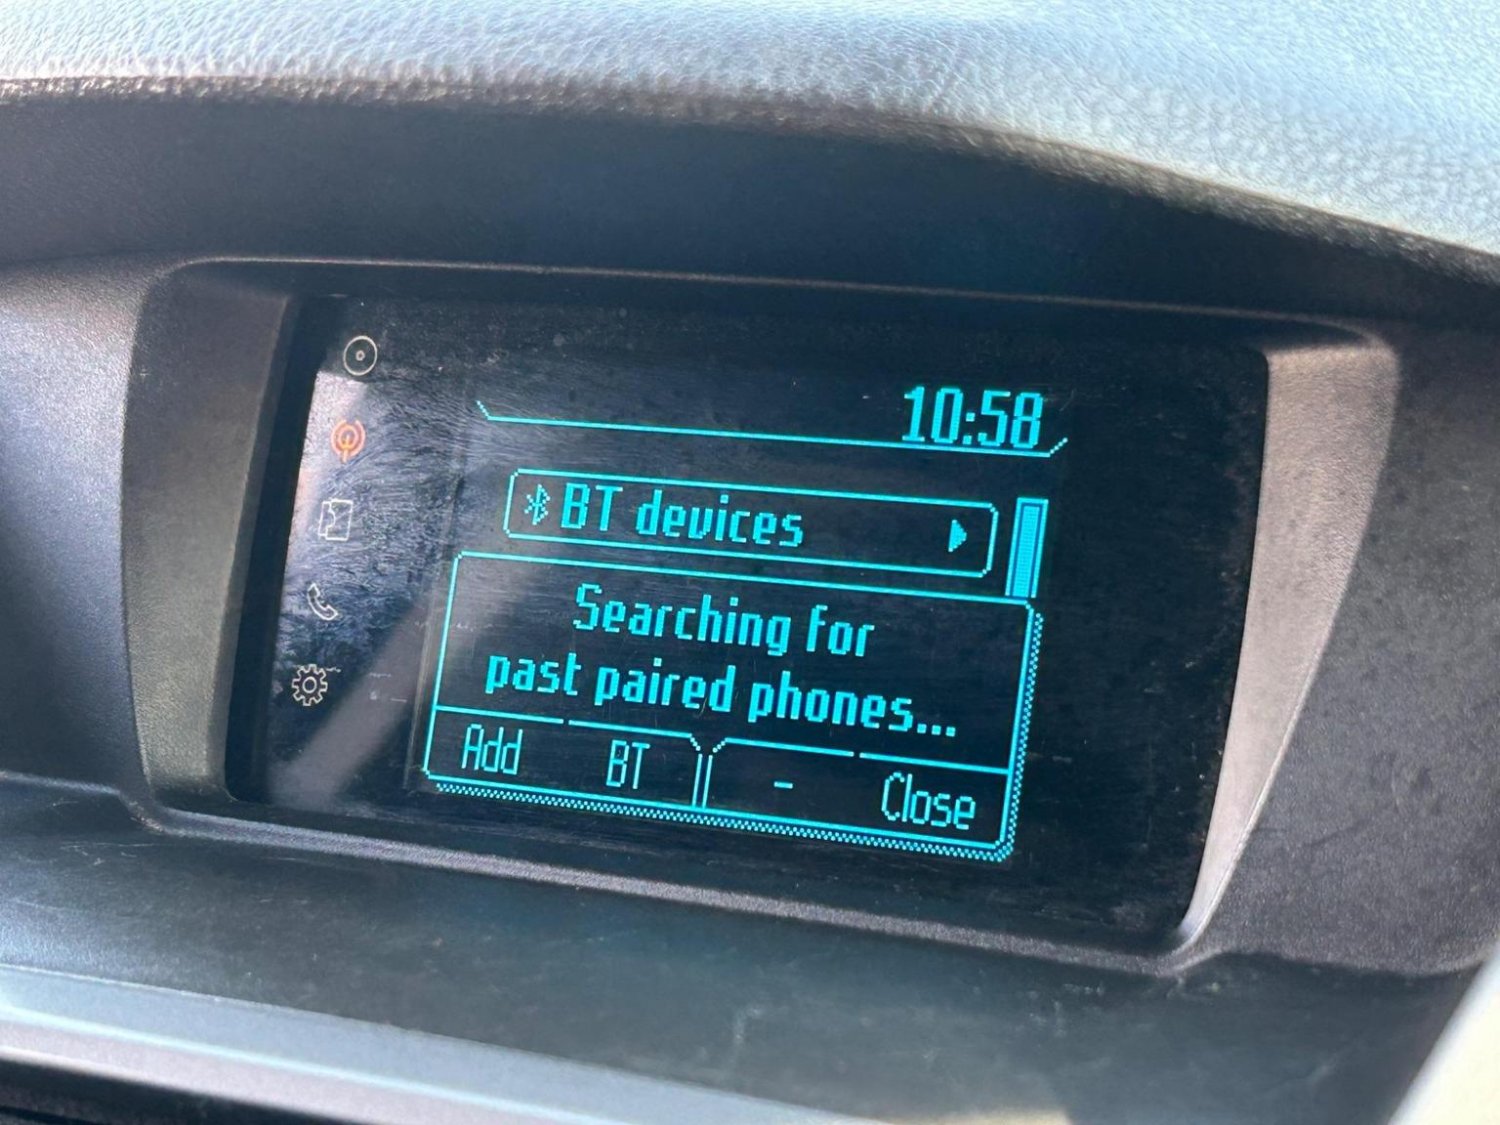 10:58
BT devices
Searching for
past paired phones...
Add BT - Close